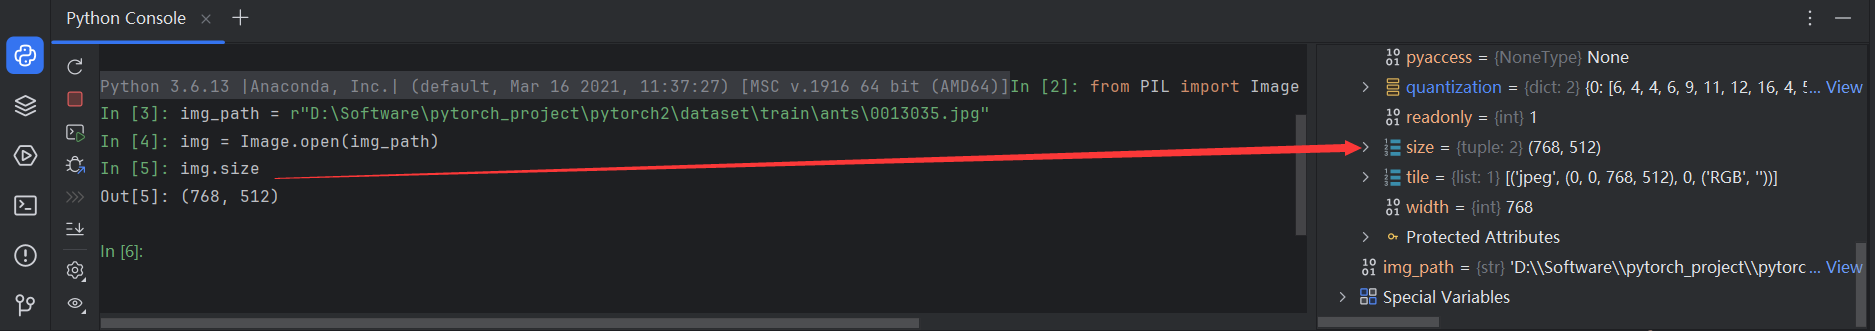 Python Console
Python 3.6.13 |Anaconda, Inc.| (default, Mar 16 2021, 11:37:27) [MSC v.1916 64 bit (AMD64)]In [2]: from PIL import Image
In [3]: img_path = r"D:\Software\pytorch_project\pytorch2\dataset\train\ants\0013035.jpg"
In [4]: img = Image.open(img_path)
In [5]: img.size
Out[5]: (768, 512)
In [6]:
pyaccess = {NoneType} None
quantization = {dict: 2} {0: [6, 4, 4, 6, 9, 11, 12, 16, 4, 5... View
readonly = {int} 1
size = {tuple: 2} (768, 512)
tile = {list: 1} [('jpeg', (0, 0, 768, 512), 0, ('RGB', ''))]
width = {int} 768
Protected Attributes
img_path = {str} 'D:\\Software\\pytorch_project\\pytorc... View
Special Variables